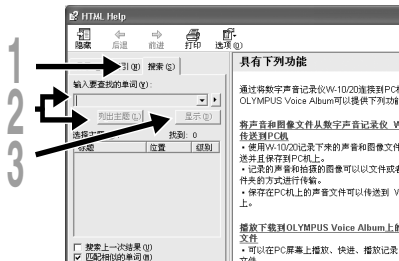 HTML Help
隐藏
后退
前进
打印
选项(O)
1
2
3
引(N)
搜索(S)
输入要查找的单词(W):
列出主题(L)
显示(D)
选择主题
找到: 0
标题
位置
级别
搜索上一次结果(U)
匹配相似的单词(M)
具有下列功能
通过将数字声音记录仪W-10/20连接到PC机
OLYMPUS Voice Album可以提供下列功能
将声音和图像文件从数字声音记录仪 W
传送到PC机
• 使用W-10/20记录下来的声音和图像文件
送并且保存到PC机上。
• 记录的声音和拍摄的图像可以以文件或者
件夹的方式进行传输。
• 保存在PC机上的声音文件可以传送到 W
上。
播放下载到OLYMPUS Voice Album上的
文件
• 可以在PC屏幕上播放、快进、播放记录
文件